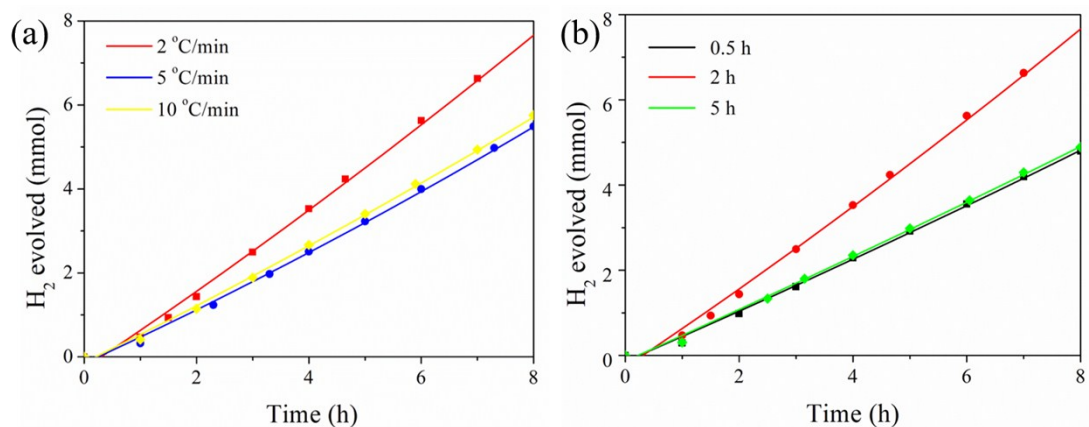 (a)
2 °C/min
5 °C/min
10 °C/min
H₂ evolved (mmol)
8
6
4
2
0
0 2 4 6 8
Time (h)
(b)
0.5 h
2 h
5 h
H₂ evolved (mmol)
8
6
4
2
0
0 2 4 6 8
Time (h)